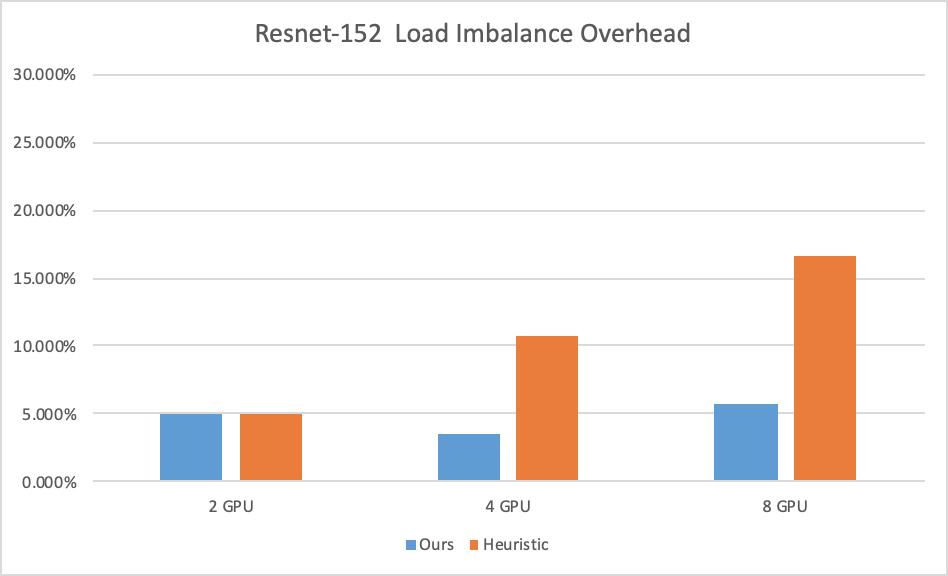 Resnet-152  Load Imbalance Overhead
30.000%
25.000%
20.000%
15.000%
10.000%
5.000%
0.000%
2 GPU
4 GPU
8 GPU
Ours
Heuristic